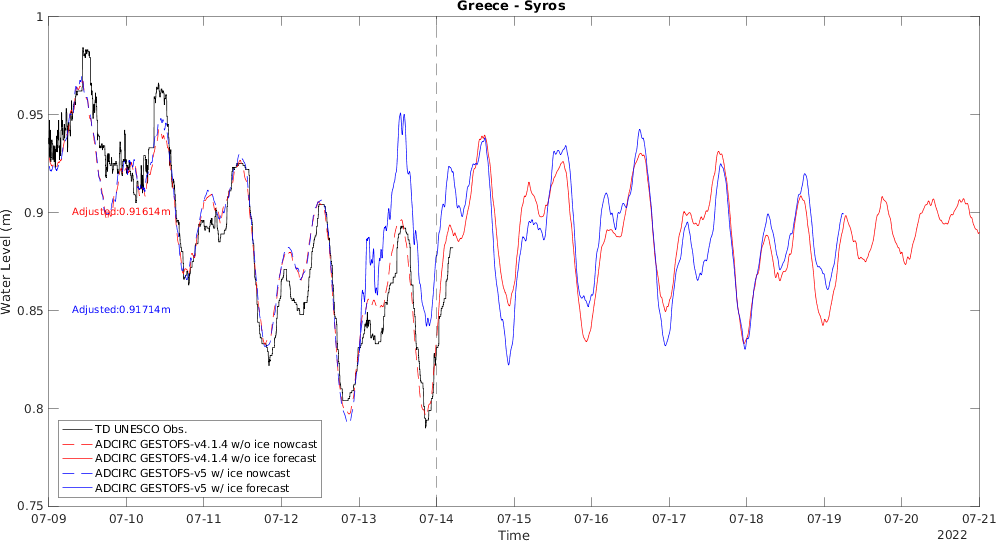 Greece - Syros
Water Level (m)
1
0.95
0.9
0.85
0.8
0.75
Adjusted:0.91614m
Adjusted:0.91714m
TD UNESCO Obs.
ADCIRC GESTOFS-v4.1.4 w/o ice nowcast
ADCIRC GESTOFS-v4.1.4 w/o ice forecast
ADCIRC GESTOFS-v5 w/ ice nowcast
ADCIRC GESTOFS-v5 w/ ice forecast
07-09 07-10 07-11 07-12 07-13 07-14 07-15 07-16 07-17 07-18 07-19 07-20 07-21
Time
2022